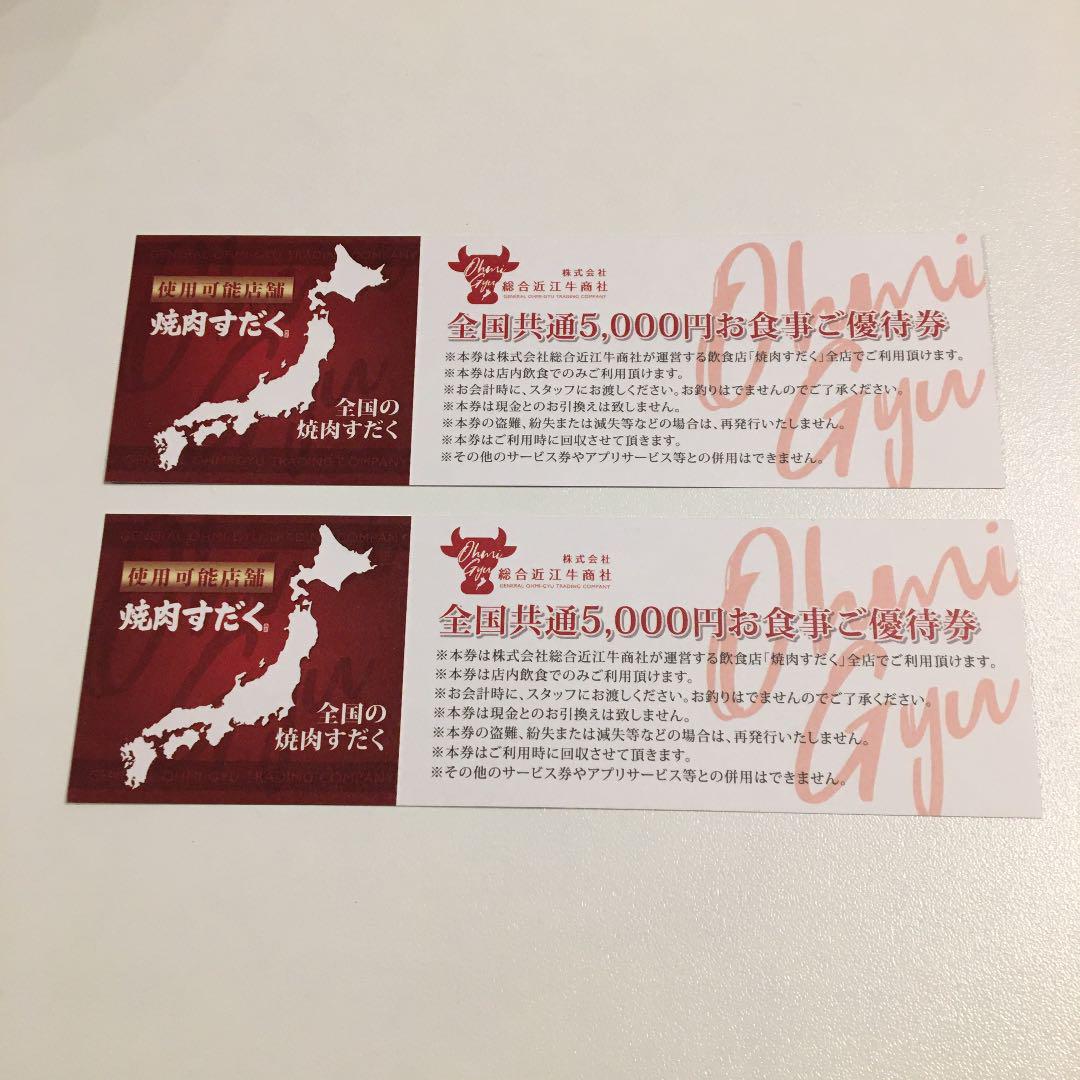 GENERAL OHMI-GYU TRADING COMPANY
使用可能店舗
焼肉すだく
全国の
焼肉すだく
GENERAL OHMI-GYU TRADING COMPANY
Ohmi
Gyu
株式会社
総合近江牛商社
GENERAL OHMI-GYU TRADING COMPANY
Ohmi
Gyu
全国共通5,000円お食事ご優待券
※本券は株式会社総合近江牛商社が運営する飲食店「焼肉すだく」全店でご利用頂けます。
※本券は店内飲食でのみご利用頂けます。
※お会計時に、スタッフにお渡しください。お釣りはでませんのでご了承ください。
※本券は現金とのお引換えは致しません。
※本券の盗難、紛失または減失等などの場合は、再発行いたしません。
※本券はご利用時に回収させて頂きます。
※その他のサービス券やアプリサービス等との併用はできません。
GENERAL OHMI-GYU TRADING COMPANY
使用可能店舗
焼肉すだく
全国の
焼肉すだく
GENERAL OHMI-GYU TRADING COMPANY
Ohmi
Gyu
株式会社
総合近江牛商社
GENERAL OHMI-GYU TRADING COMPANY
Ohmi
Gyu
全国共通5,000円お食事ご優待券
※本券は株式会社総合近江牛商社が運営する飲食店「焼肉すだく」全店でご利用頂けます。
※本券は店内飲食でのみご利用頂けます。
※お会計時に、スタッフにお渡しください。お釣りはでませんのでご了承ください。
※本券は現金とのお引換えは致しません。
※本券の盗難、紛失または減失等などの場合は、再発行いたしません。
※本券はご利用時に回収させて頂きます。
※その他のサービス券やアプリサービス等との併用はできません。